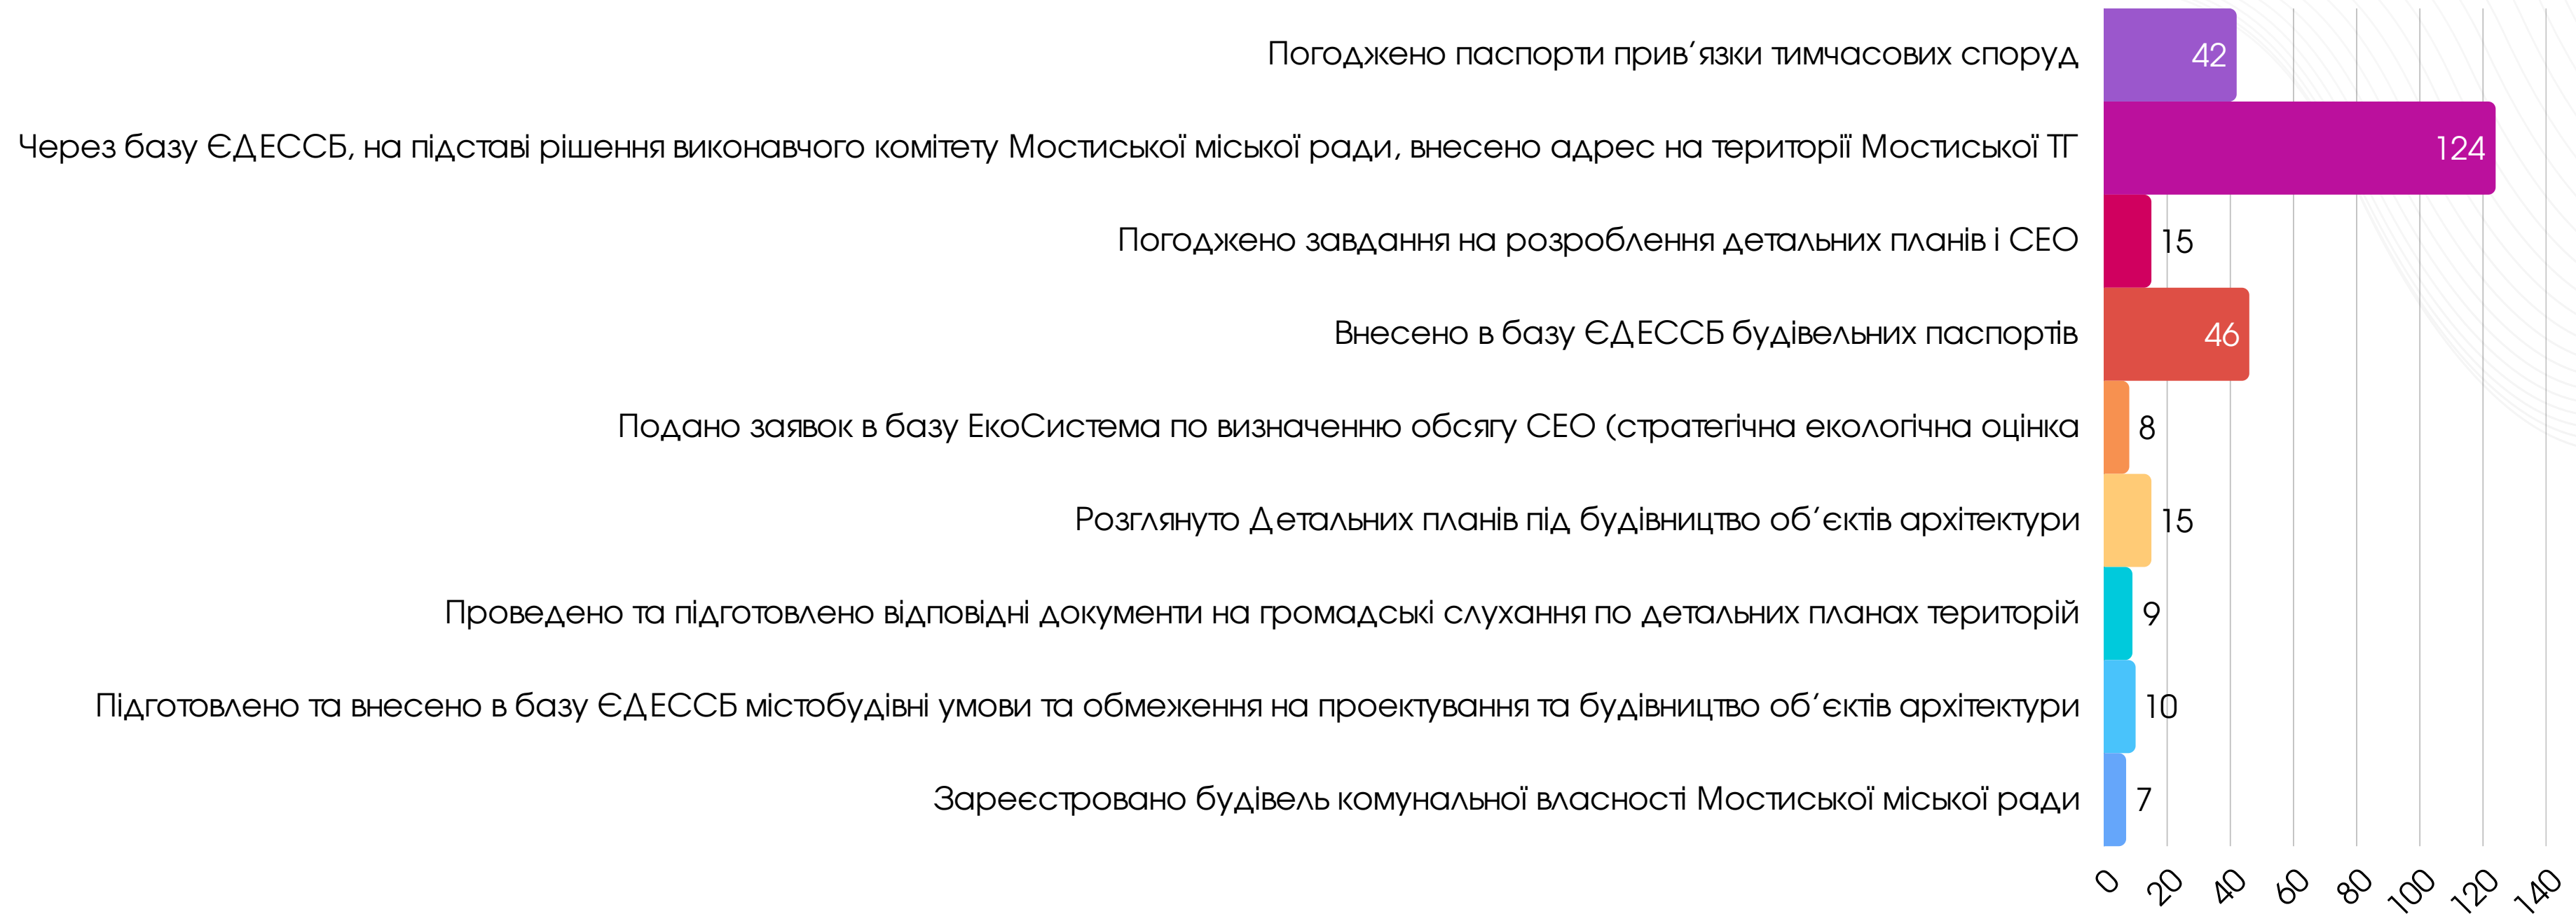 Погоджено паспорти прив’язки тимчасових споруд 42
Через базу ЄДЕССБ, на підставі рішення виконавчого комітету Мостиської міської ради, внесено адрес на території Мостиської ТГ 124
Погоджено завдання на розроблення детальних планів і СЕО 15
Внесено в базу ЄДЕССБ будівельних паспортів 46
Подано заявок в базу ЕкоСистема по визначенню обсягу СЕО (стратегічна екологічна оцінка 8
Розглянуто Детальних планів під будівництво об’єктів архітектури 15
Проведено та підготовлено відповідні документи на громадські слухання по детальних планах територій 9
Підготовлено та внесено в базу ЄДЕССБ містобудівні умови та обмеження на проектування та будівництво об’єктів архітектури 10
Зареєстровано будівель комунальної власності Мостиської міської ради 7
0 20 40 60 80 100 120 140